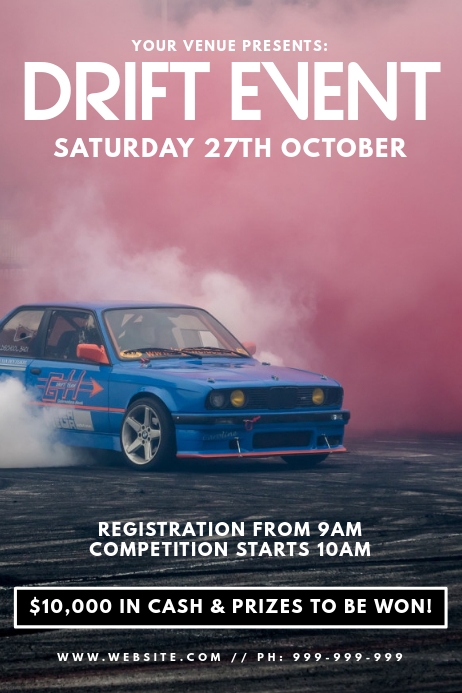 YOUR VENUE PRESENTS:
DRIFT EVENT
SATURDAY 27TH OCTOBER
REGISTRATION FROM 9AM
COMPETITION STARTS 10AM
$10,000 IN CASH & PRIZES TO BE WON!
WWW.WEBSITE.COM // PH: 999-999-999